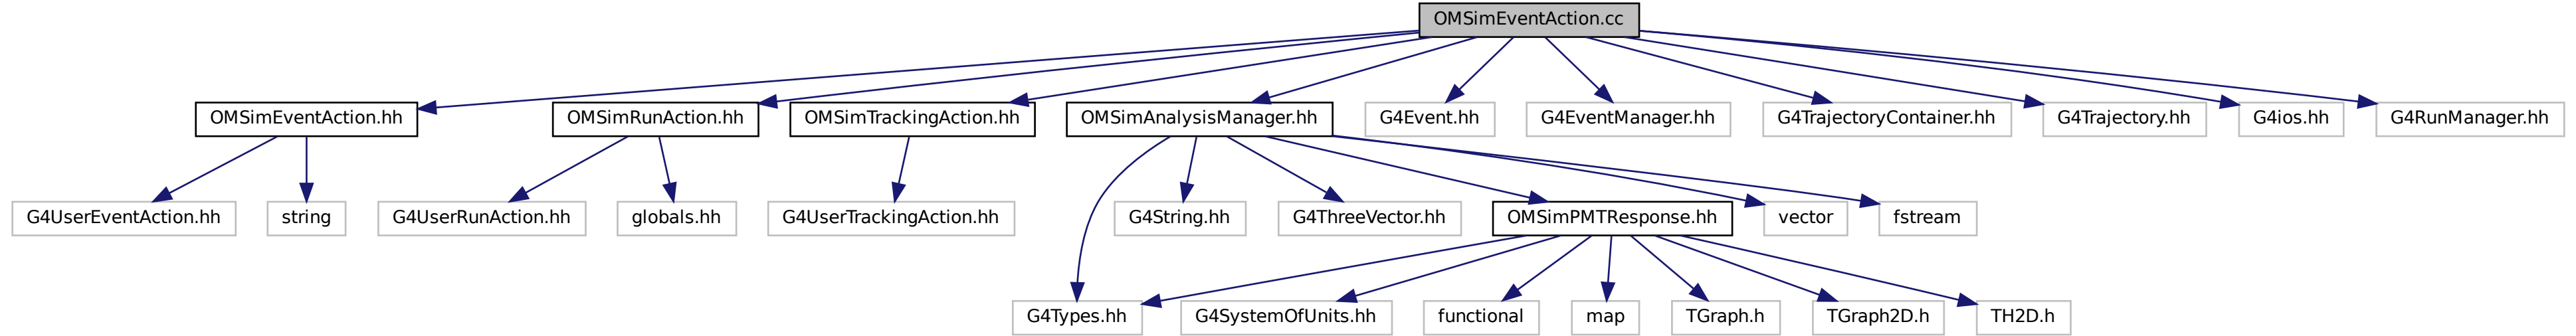 OMSimEventAction.cc
OMSimEventAction.hh
OMSimRunAction.hh
OMSimTrackingAction.hh
OMSimAnalysisManager.hh
G4Event.hh
G4EventManager.hh
G4TrajectoryContainer.hh
G4Trajectory.hh
G4ios.hh
G4RunManager.hh
G4UserEventAction.hh
string
G4UserRunAction.hh
globals.hh
G4UserTrackingAction.hh
G4String.hh
G4ThreeVector.hh
OMSimPMTResponse.hh
vector
fstream
G4Types.hh
G4SystemOfUnits.hh
functional
map
TGraph.h
TGraph2D.h
TH2D.h